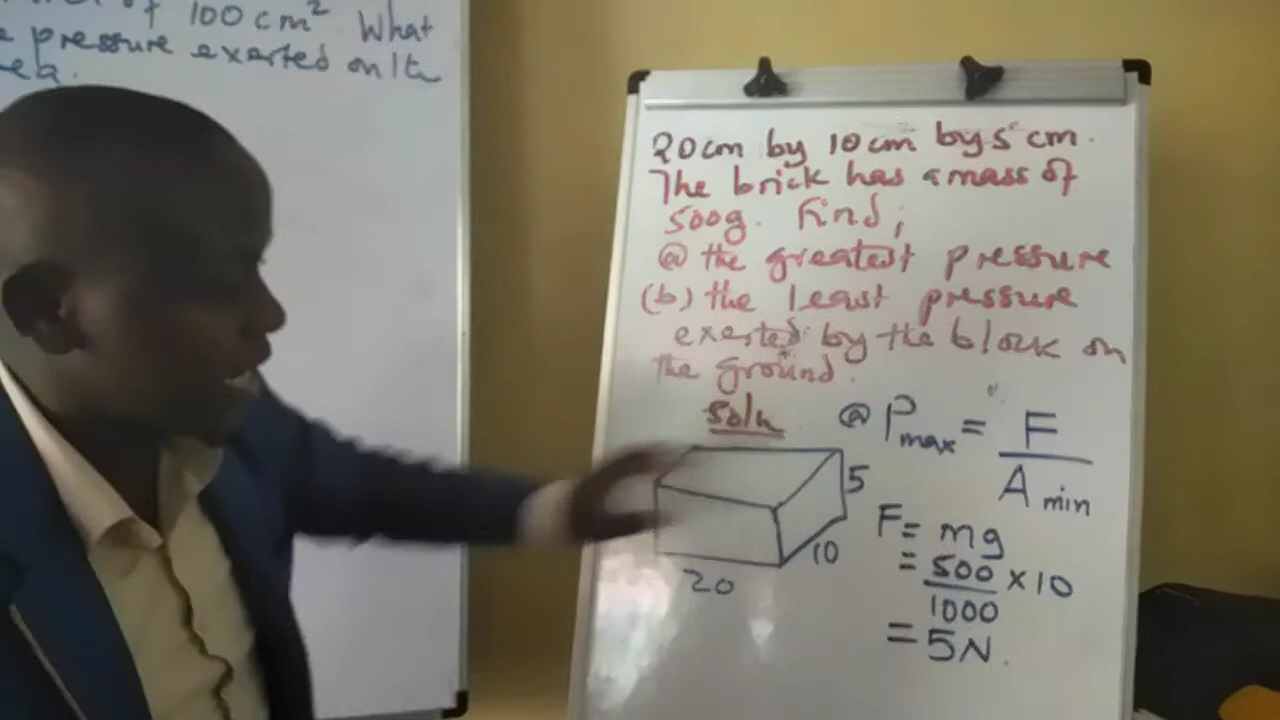 of 100 cm² What
pressure exerted on
20cm by 10cm by 5 cm.
The brick has a mass of
500g. Find;
@ the greatest pressure
(b) the least pressure
exerted by the block on
the ground.
Soln
@ Pmax = F
A min
5
10
20
F = mg
= 500 × 10
1000
= 5N.